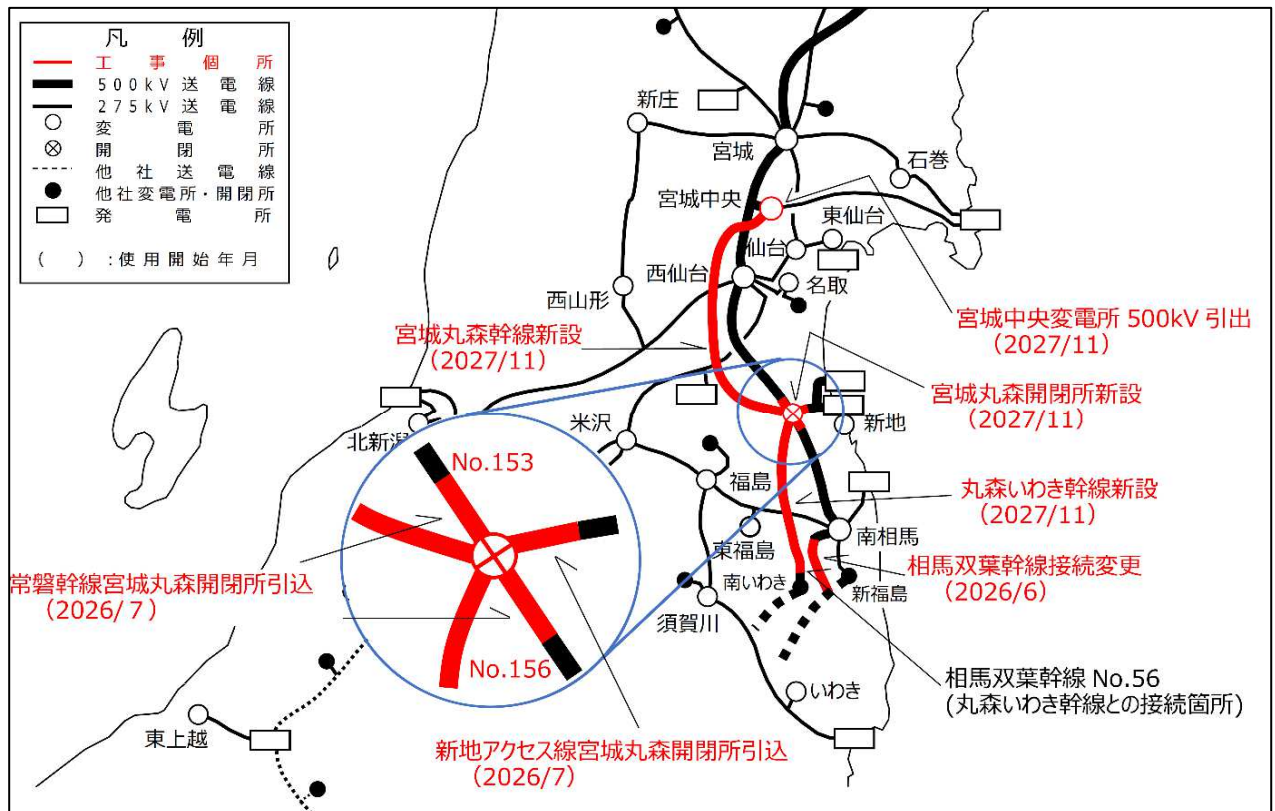 凡例
工事個所
500kV送電線
275kV送電線
変電所
開閉所
他社送電線
他社変電所・開閉所
発電所
( ) :使用開始年月
新庄
宮城
石巻
宮城中央
東仙台
仙台
西仙台
名取
西山形
宮城中央変電所 500kV 引出
(2027/11)
宮城丸森幹線新設
(2027/11)
宮城丸森開閉所新設
(2027/11)
新地
北新潟
米沢
No.153
福島
丸森いわき幹線新設
(2027/11)
南相馬
東福島
相馬双葉幹線接続変更
(2026/6)
南いわき
新福島
常磐幹線宮城丸森開閉所引込
(2026/7)
須賀川
No.156
相馬双葉幹線 No.56
(丸森いわき幹線との接続箇所)
いわき
東上越
新地アクセス線宮城丸森開閉所引込
(2026/7)